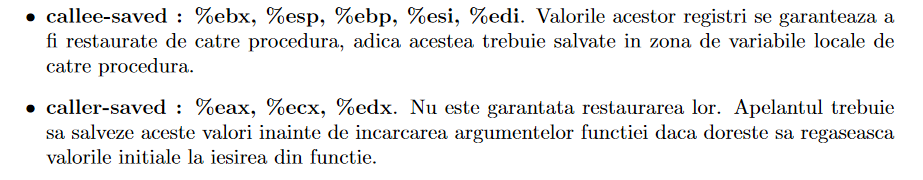 • callee-saved : %ebx, %esp, %ebp, %esi, %edi. Valorile acestor registri se garanteaza a
fi restaurate de catre procedura, adica acestea trebuie salvate in zona de variabile locale de
catre procedura.
• caller-saved : %eax, %ecx, %edx. Nu este garantata restaurarea lor. Apelantul trebuie
sa salveze aceste valori inainte de incarcarea argumentelor functiei daca doreste sa regaseasca
valorile initiale la iesirea din functie.